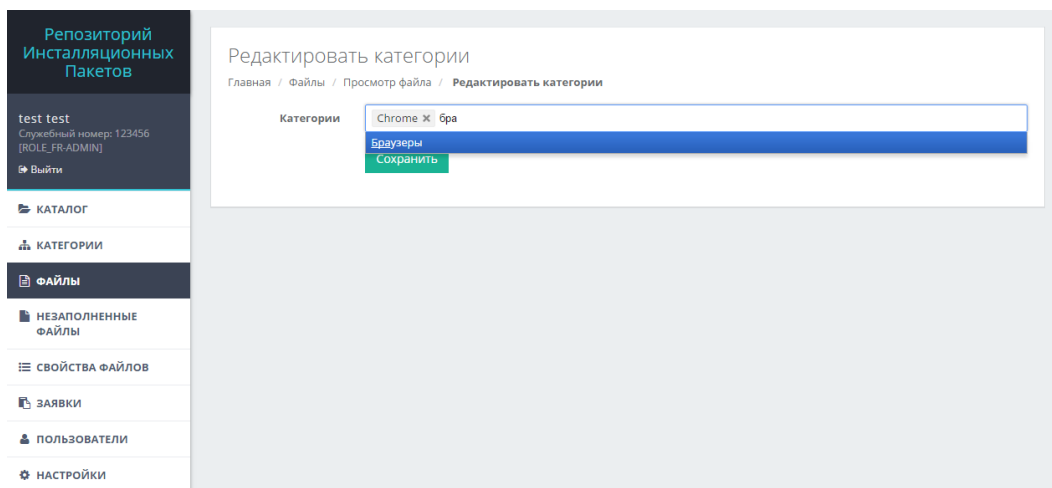 Репозиторий
Инсталляционных
Пакетов
test test
Служебный номер: 123456
[ROLE_FR-ADMIN]
Выйти
КАТАЛОГ
КАТЕГОРИИ
ФАЙЛЫ
НЕЗАПОЛНЕННЫЕ
ФАЙЛЫ
СВОЙСТВА ФАЙЛОВ
ЗАЯВКИ
ПОЛЬЗОВАТЕЛИ
НАСТРОЙКИ
Редактировать категории
Главная / Файлы / Просмотр файла / Редактировать категории
Категории Chrome × бра
Браузеры
Сохранить